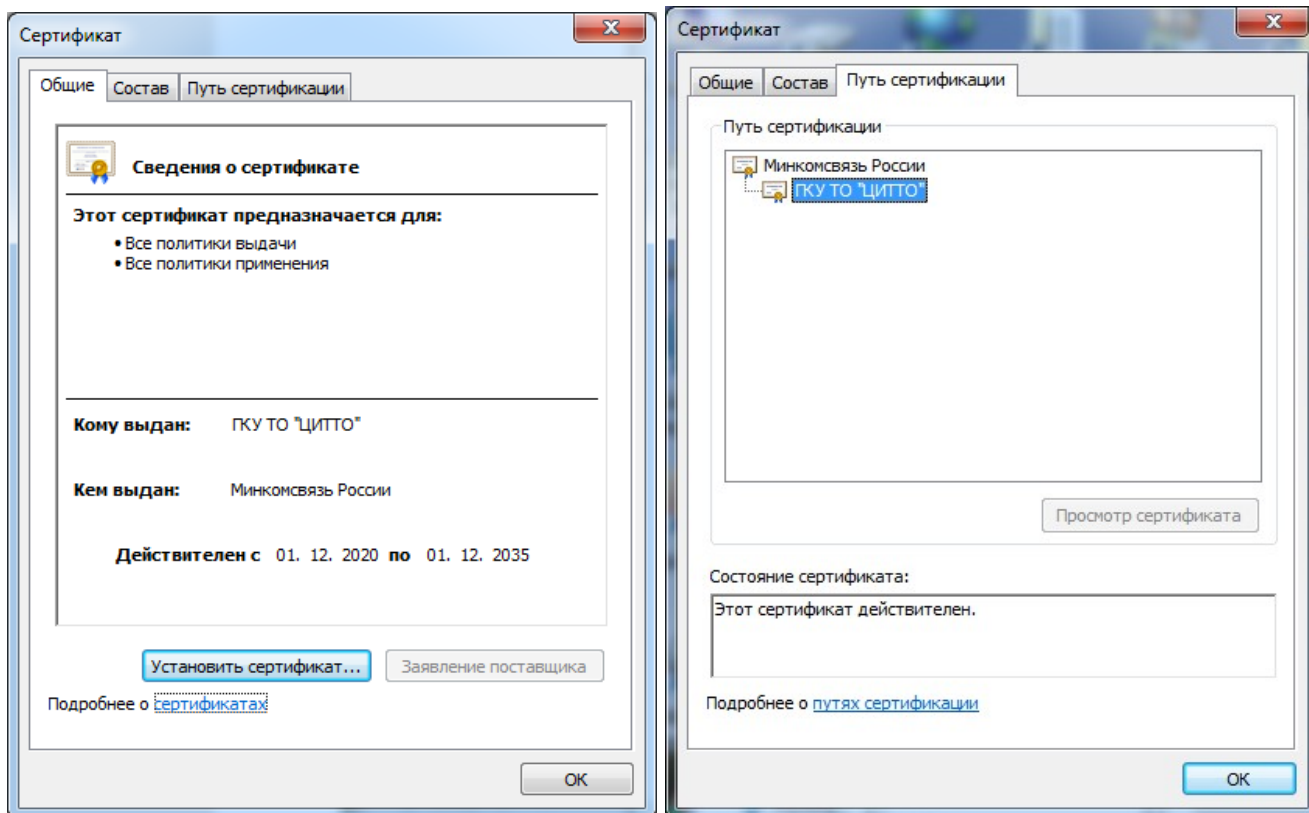 Сертификат
Общие
Состав
Путь сертификации
Сведения о сертификате
Этот сертификат предназначается для:
• Все политики выдачи
• Все политики применения
Кому выдан: ГКУ ТО "ЦИТТО"
Кем выдан: Минкомсвязь России
Действителен с 01. 12. 2020 по 01. 12. 2035
Установить сертификат...
Заявление поставщика
Подробнее о сертификатах
ОК
Сертификат
Общие
Состав
Путь сертификации
Путь сертификации
Минкомсвязь России
ГКУ ТО "ЦИТТО"
Просмотр сертификата
Состояние сертификата:
Этот сертификат действителен.
Подробнее о путях сертификации
ОК